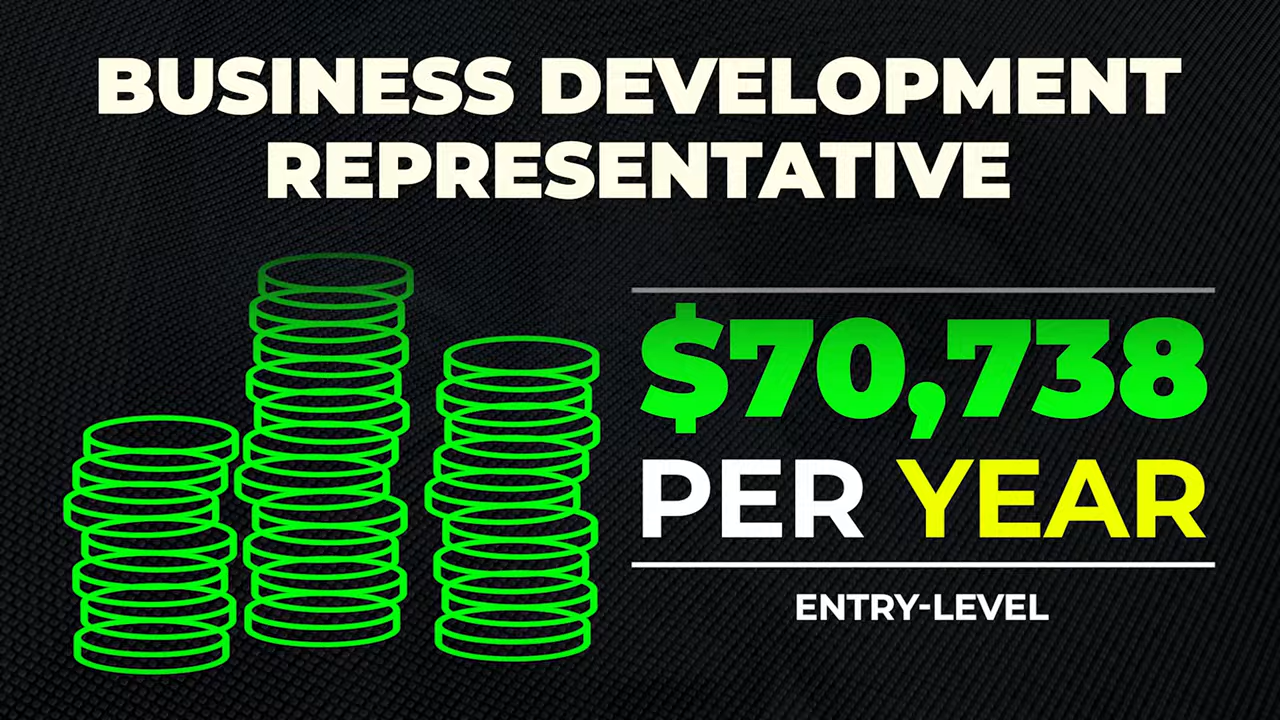 BUSINESS DEVELOPMENT
REPRESENTATIVE
$70,738
PER YEAR
ENTRY-LEVEL